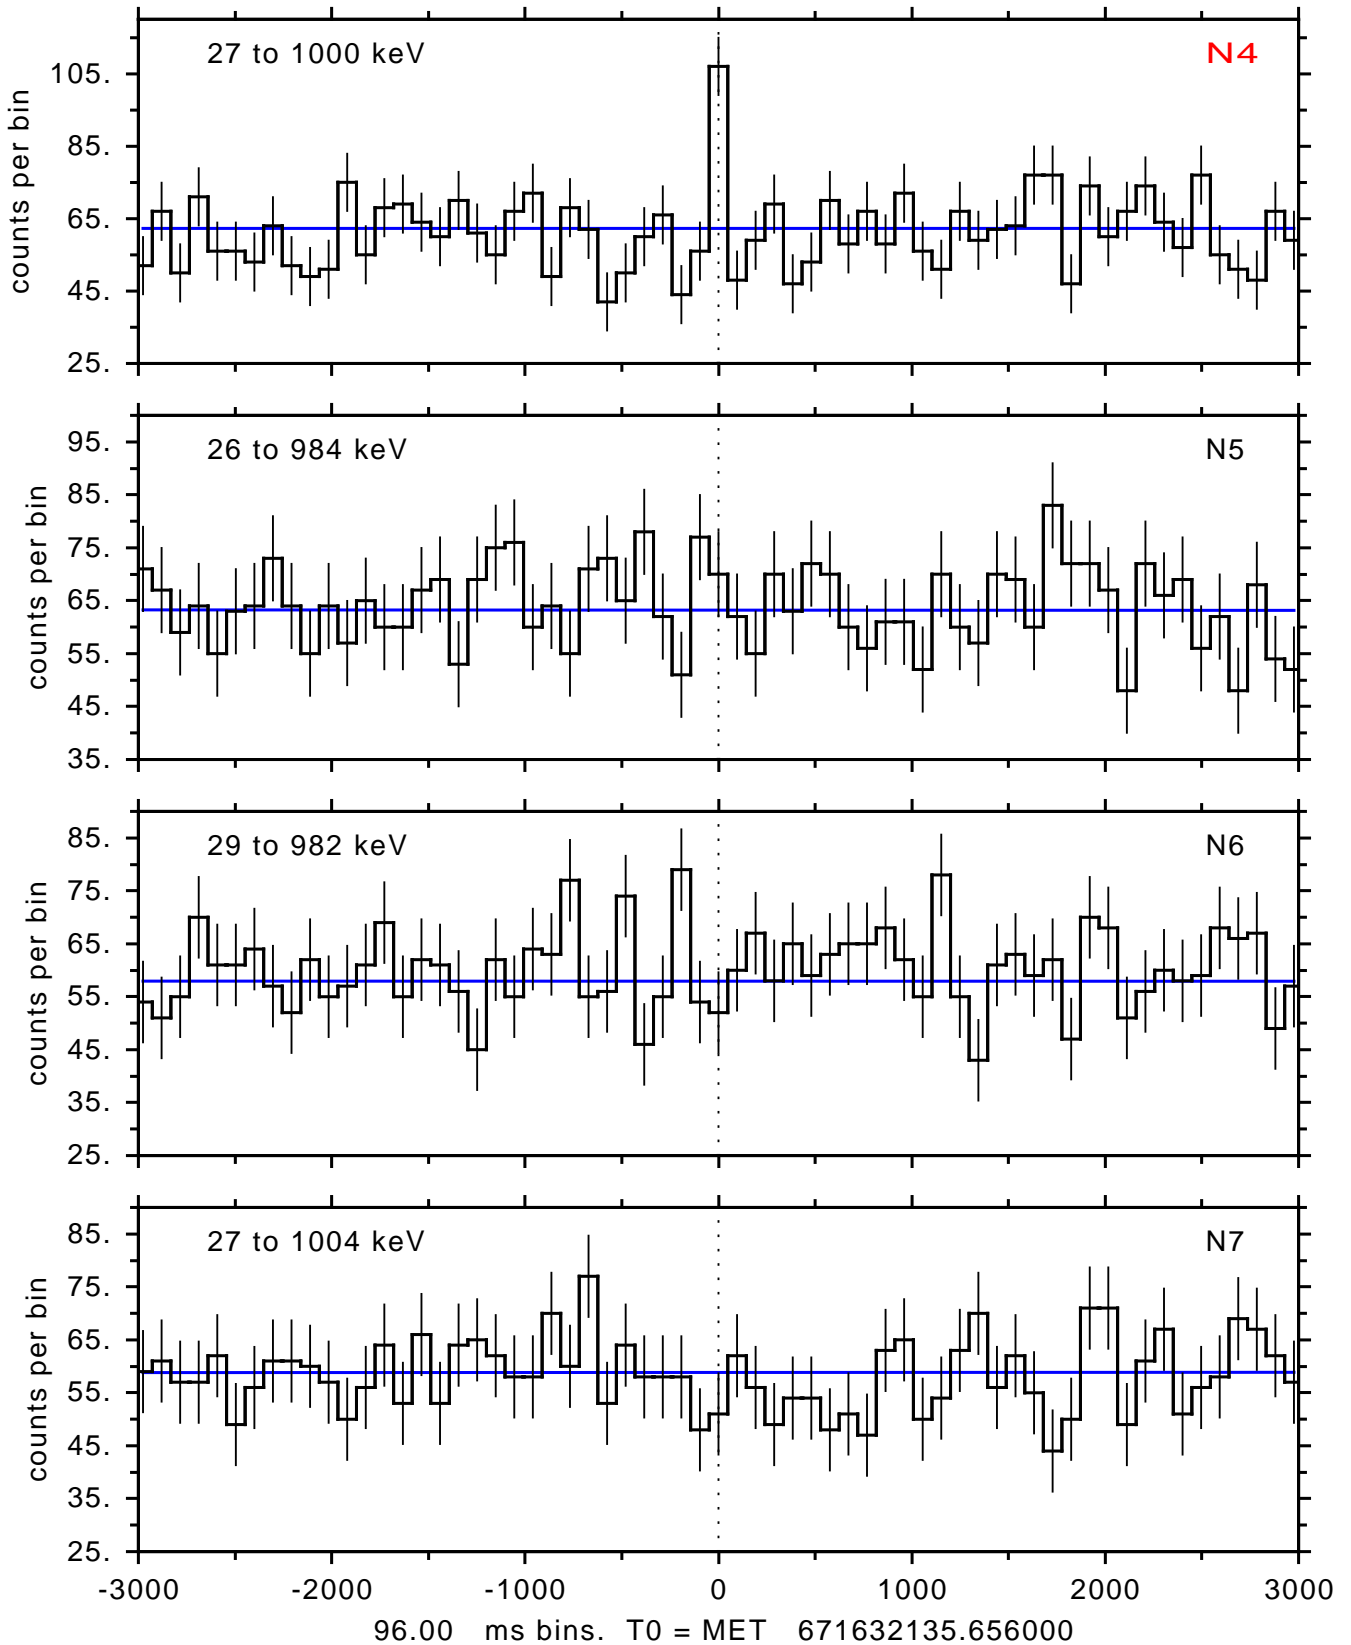 27 to 1000 keV N4
105.
85.
65.
45.
25.
counts per bin
26 to 984 keV N5
95.
85.
75.
65.
55.
45.
35.
counts per bin
29 to 982 keV N6
85.
75.
65.
55.
45.
35.
25.
counts per bin
27 to 1004 keV N7
85.
75.
65.
55.
45.
35.
25.
counts per bin
-3000 -2000 -1000 0 1000 2000 3000
96.00 ms bins. T0 = MET 671632135.656000